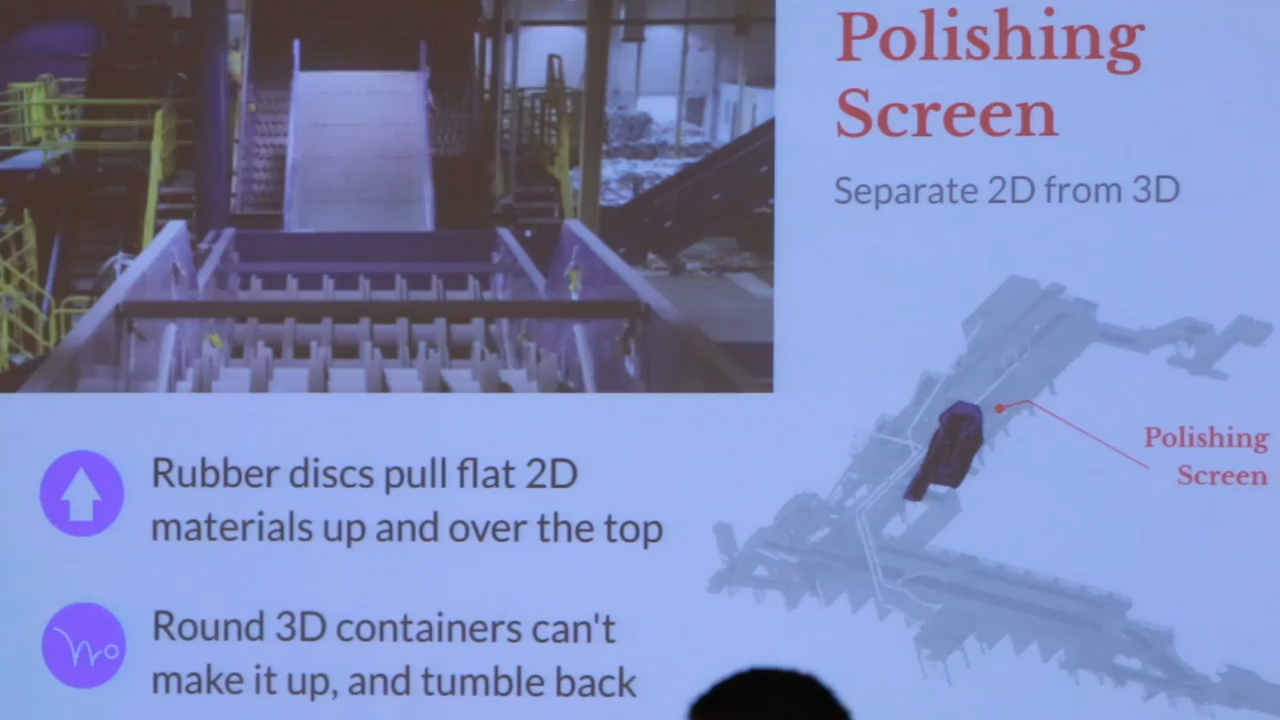 Polishing
Screen
Separate 2D from 3D
Rubber discs pull flat 2D
materials up and over the top
Round 3D containers can't
make it up, and tumble back
Polishing
Screen